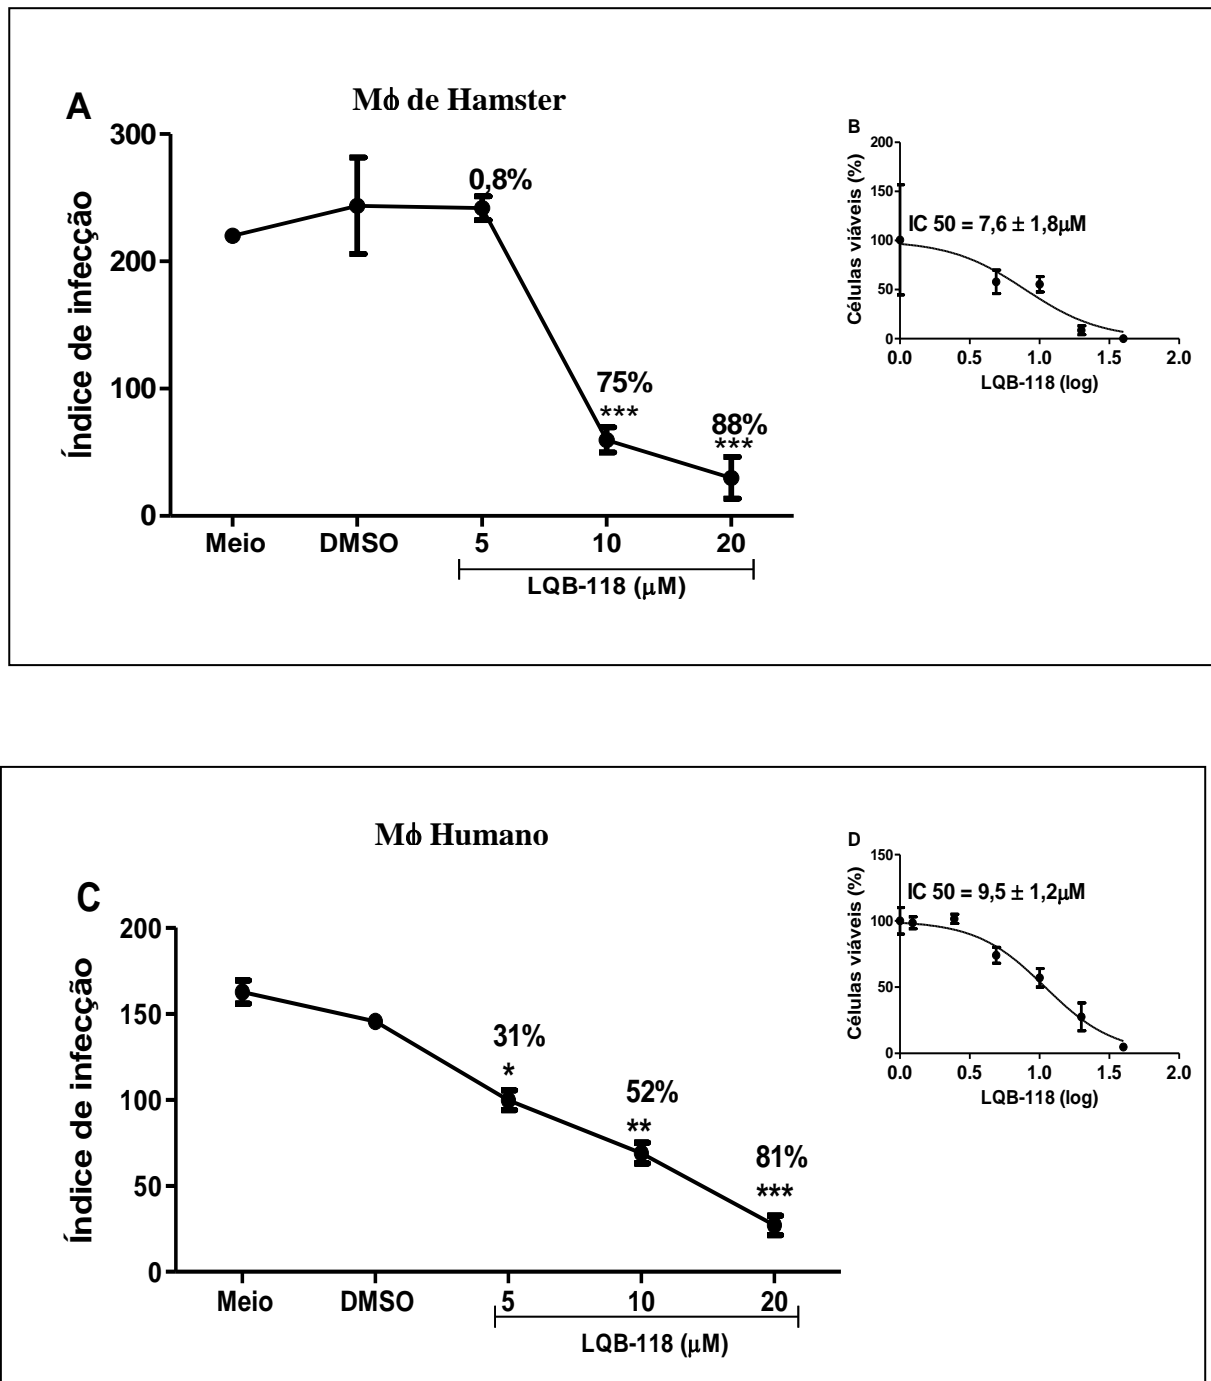 A
Mϕ de Hamster
300
200
100
0
Índice de infecção
0,8%
75%
***
88%
***
Meio DMSO 5 10 20
LQB-118 (µM)
B
200
150
100
50
0
Células viáveis (%)
IC 50 = 7,6 ± 1,8µM
0.0 0.5 1.0 1.5 2.0
LQB-118 (log)
Mϕ Humano
C
200
150
100
50
0
Índice de infecção
31%
*
52%
**
81%
***
Meio DMSO 5 10 20
LQB-118 (µM)
D
150
100
50
0
Células viáveis (%)
IC 50 = 9,5 ± 1,2µM
0.0 0.5 1.0 1.5 2.0
LQB-118 (log)